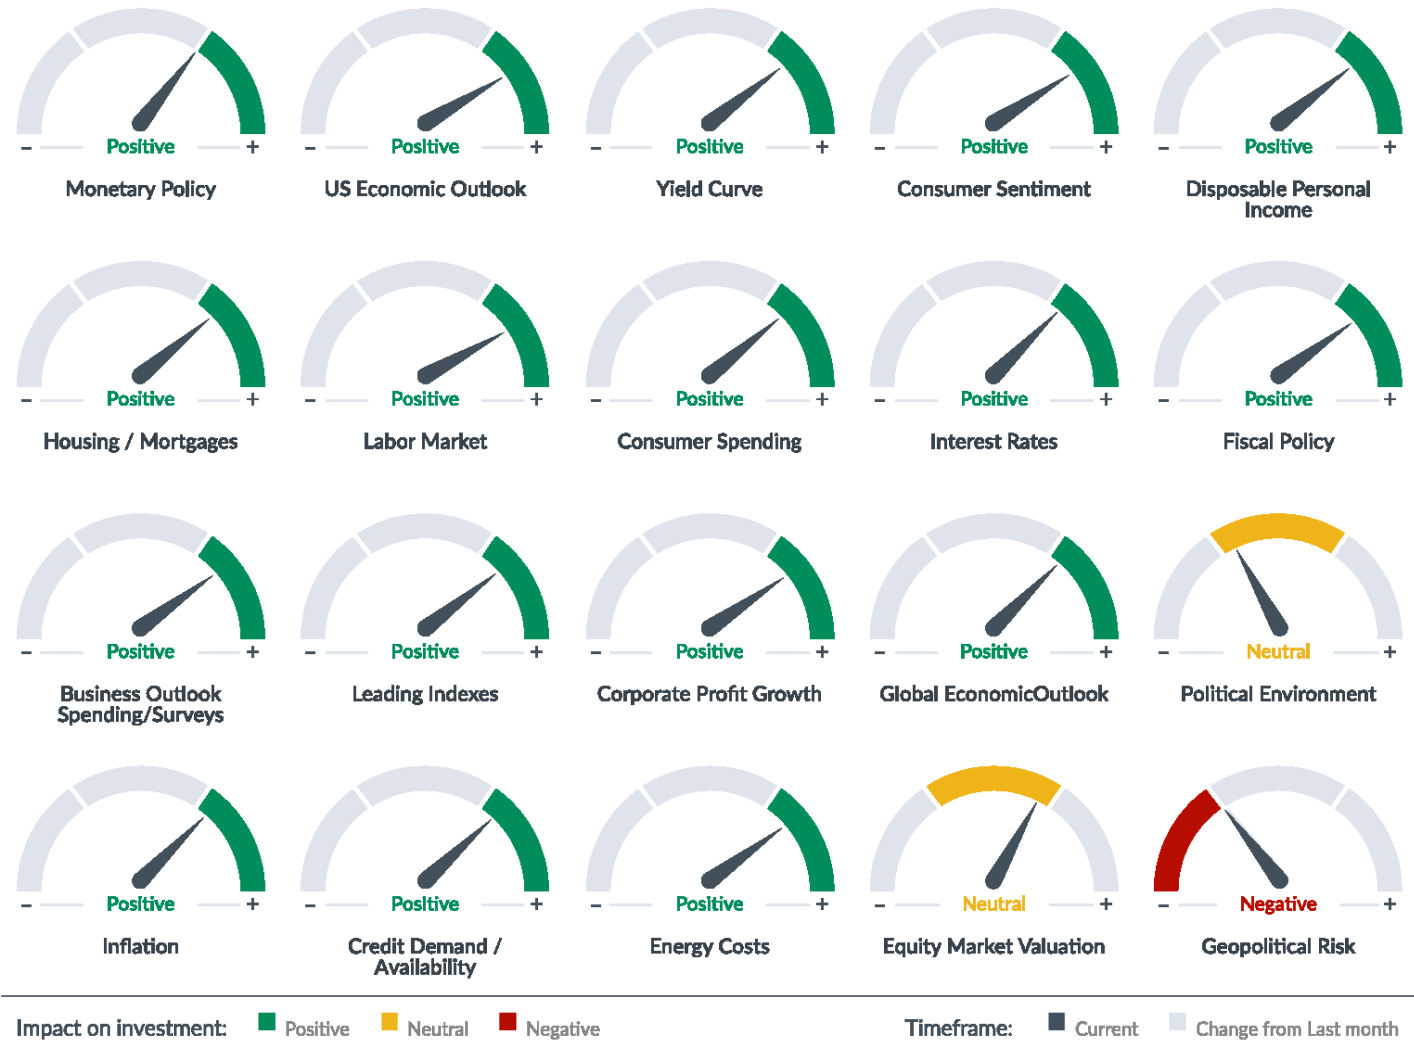 - Positive +
- Positive +
- Positive +
- Positive +
- Positive +
Monetary Policy
US Economic Outlook
Yield Curve
Consumer Sentiment
Disposable Personal
Income
- Positive +
- Positive +
- Positive +
- Positive +
- Positive +
Housing / Mortgages
Labor Market
Consumer Spending
Interest Rates
Fiscal Policy
- Positive +
- Positive +
- Positive +
- Positive +
- Neutral +
Business Outlook
Spending/Surveys
Leading Indexes
Corporate Profit Growth
Global EconomicOutlook
Political Environment
- Positive +
- Positive +
- Positive +
- Neutral +
- Negative +
Inflation
Credit Demand /
Availability
Energy Costs
Equity Market Valuation
Geopolitical Risk
Impact on investment: Positive Neutral Negative
Timeframe: Current Change from Last month